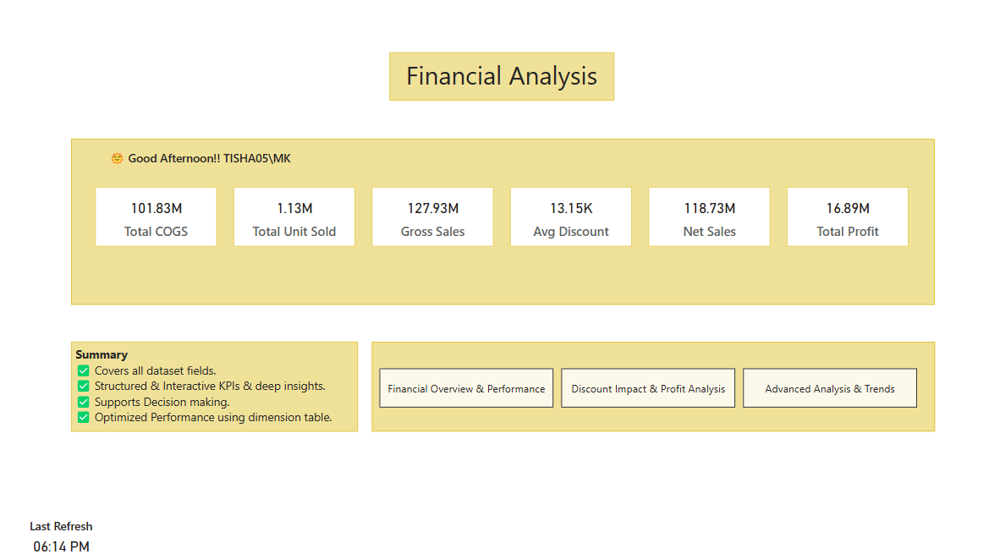 Financial Analysis
🌞 Good Afternoon!! TISHA05\MK
101.83M
Total COGS
1.13M
Total Unit Sold
127.93M
Gross Sales
13.15K
Avg Discount
118.73M
Net Sales
16.89M
Total Profit
Summary
✅ Covers all dataset fields.
✅ Structured & Interactive KPIs & deep insights.
✅ Supports Decision making.
✅ Optimized Performance using dimension table.
Financial Overview & Performance
Discount Impact & Profit Analysis
Advanced Analysis & Trends
Last Refresh
06:14 PM